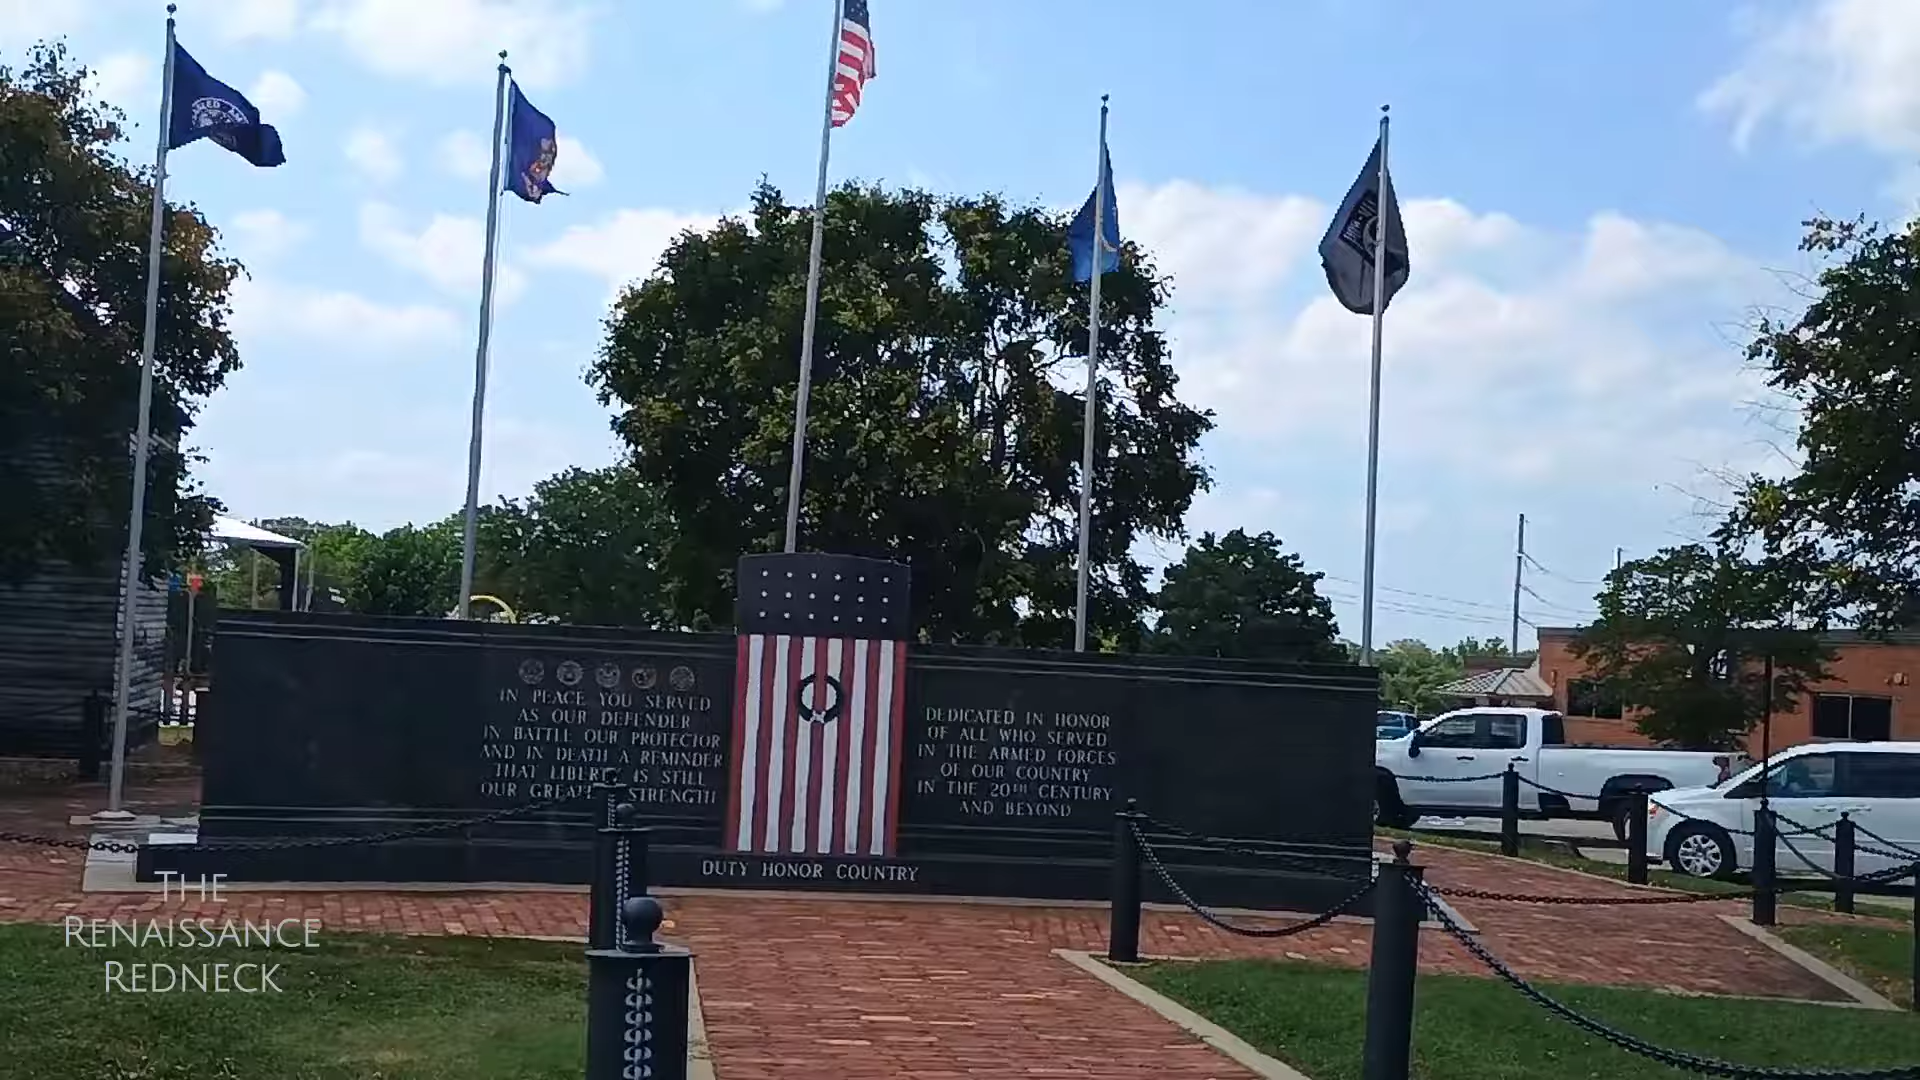 IN PEACE YOU SERVED
AS OUR DEFENDER
IN BATTLE OUR PROTECTOR
AND IN DEATH A REMINDER
THAT LIBERTY IS STILL
OUR STRENGTH
DEDICATED IN HONOR
OF ALL WHO SERVED
IN THE ARMED FORCES
OF OUR COUNTRY
IN THE 20TH CENTURY
AND BEYOND
DUTY HONOR COUNTRY
THE
RENAISSANCE
REDNECK